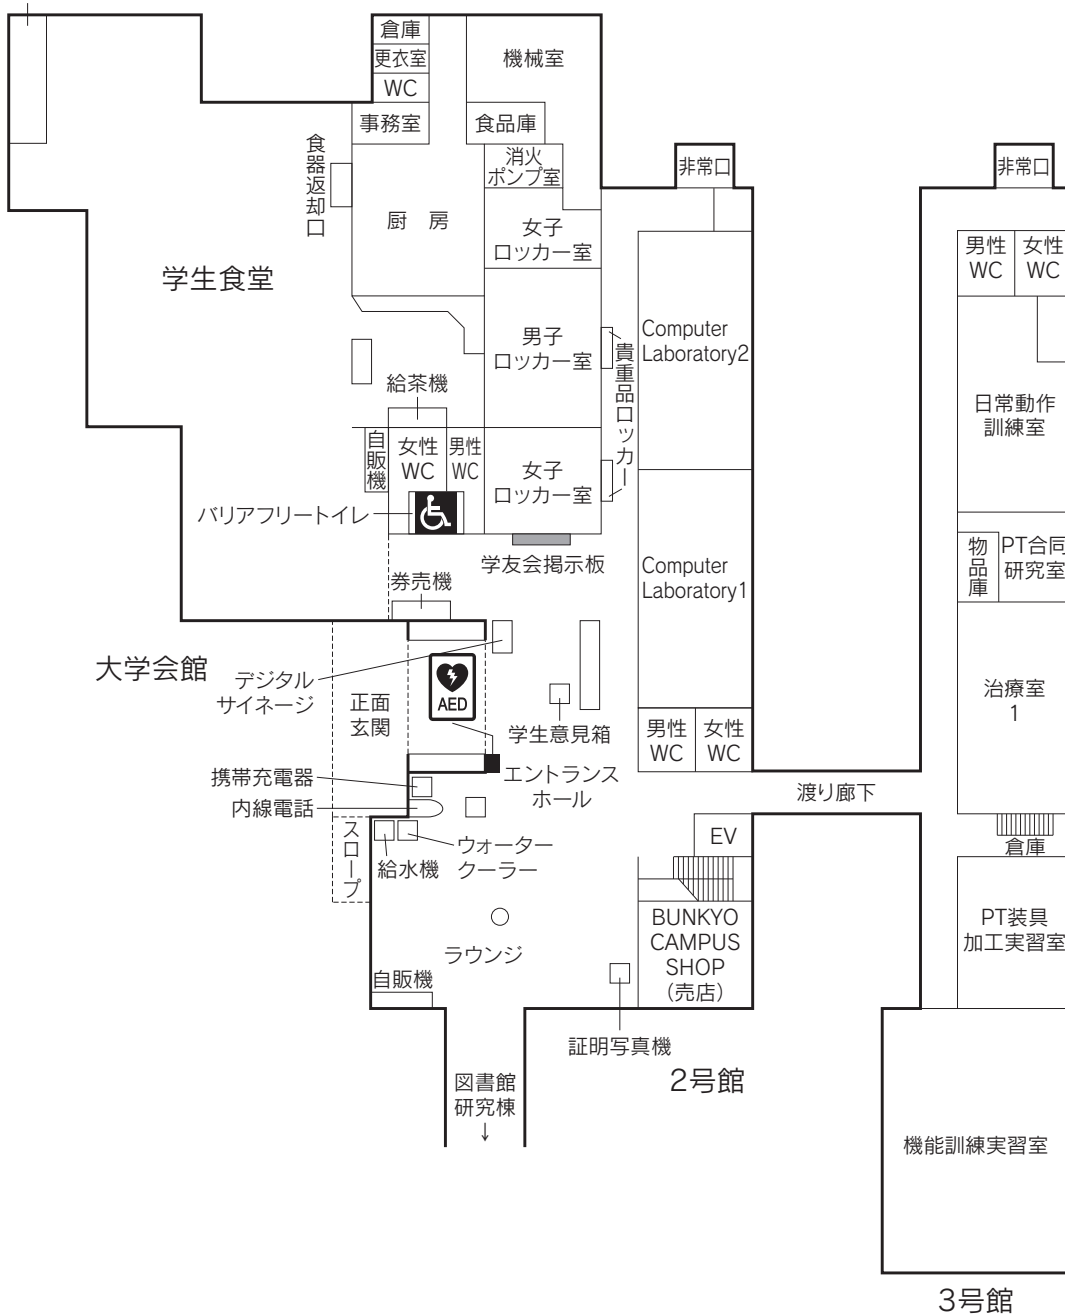 倉庫
更衣室
WC
機械室
事務室
食品庫
消火
ポンプ室
食器返却口
厨 房
女子
ロッカー室
学生食堂
男子
ロッカー室
貴重品ロッカー
給茶機
自販機
女性
WC
男性
WC
女子
ロッカー室
バリアフリートイレ
学友会掲示板
券売機
大学会館
デジタル
サイネージ
正面
玄関
AED
学生意見箱
エントランス
ホール
携帯充電器
内線電話
スロープ
給水機
ウォーター
クーラー
ラウンジ
自販機
証明写真機
図書館
研究棟
↓
非常口
Computer
Laboratory2
Computer
Laboratory1
男性
WC
女性
WC
渡り廊下
EV
BUNKYO
CAMPUS
SHOP
(売店)
2号館
非常口
男性
WC
女性
WC
日常動作
訓練室
物品庫
PT合同
研究室
治療室
1
倉庫
PT装具
加工実習室
機能訓練実習室
3号館